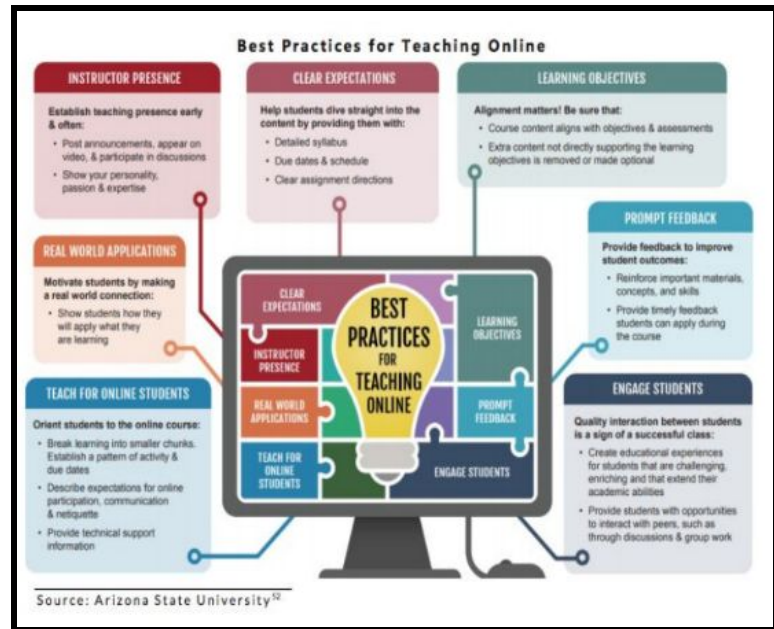 Best Practices for Teaching Online
INSTRUCTOR PRESENCE
Establish teaching presence early
& often:
• Post announcements, appear on
video, & participate in discussions
• Show your personality,
passion & expertise
CLEAR EXPECTATIONS
Help students dive straight into the
content by providing them with:
• Detailed syllabus
• Due dates & schedule
• Clear assignment directions
LEARNING OBJECTIVES
Alignment matters! Be sure that:
• Course content aligns with objectives & assessments
• Extra content not directly supporting the learning
objectives is removed or made optional
REAL WORLD APPLICATIONS
Motivate students by making
a real world connection:
• Show students how they
will apply what they
are learning
PROMPT FEEDBACK
Provide feedback to improve
student outcomes:
• Reinforce important materials,
concepts, and skills
• Provide timely feedback
students can apply during
the course
TEACH FOR ONLINE STUDENTS
Orient students to the online course:
• Break learning into smaller chunks.
Establish a pattern of activity &
due dates
• Describe expectations for online
participation, communication
& netiquette
• Provide technical support
information
ENGAGE STUDENTS
Quality interaction between students
is a sign of a successful class:
• Create educational experiences
for students that are challenging,
enriching and that extend their
academic abilities
• Provide students with opportunities
to interact with peers, such as
through discussions & group work
CLEAR
EXPECTATIONS
INSTRUCTOR
PRESENCE
REAL WORLD
APPLICATIONS
TEACH FOR
ONLINE
STUDENTS
BEST
PRACTICES
FOR
TEACHING
ONLINE
LEARNING
OBJECTIVES
PROMPT
FEEDBACK
ENGAGE STUDENTS
Source: Arizona State University52